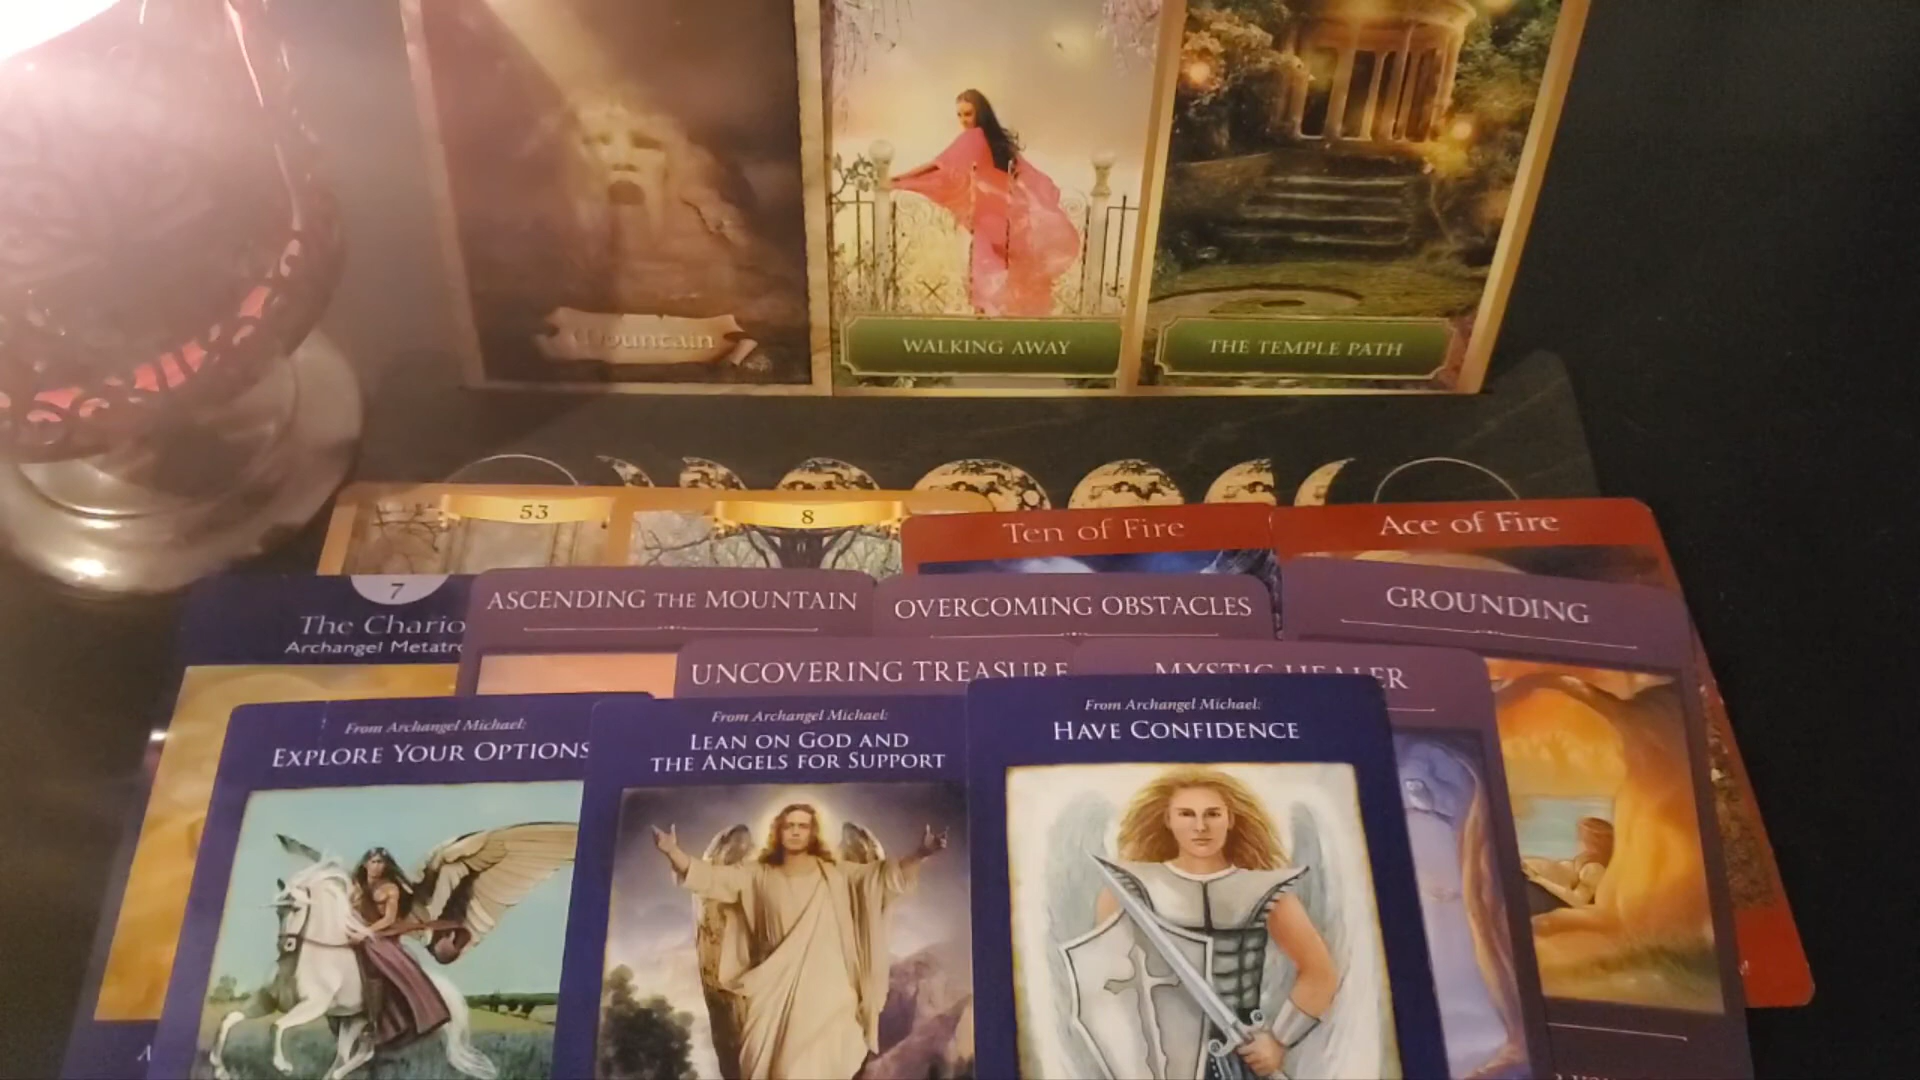 Mountain
WALKING AWAY
THE TEMPLE PATH
53
8
Ten of Fire
Ace of Fire
7
The Chario
Archangel Metatro
ASCENDING THE MOUNTAIN
OVERCOMING OBSTACLES
GROUNDING
UNCOVERING TREASURE
MYSTIC HEALER
From Archangel Michael:
EXPLORE YOUR OPTIONS
From Archangel Michael:
LEAN ON GOD AND
THE ANGELS FOR SUPPORT
From Archangel Michael:
HAVE CONFIDENCE